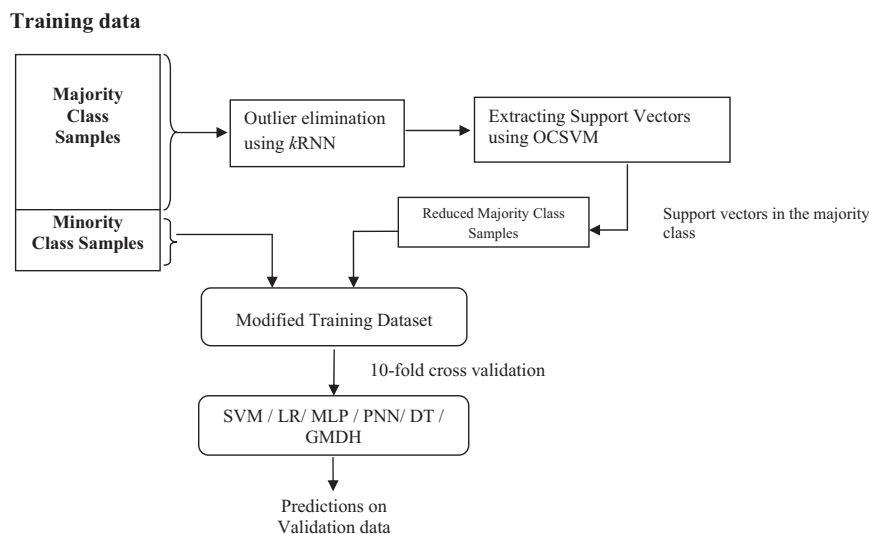 Training data
Majority
Class
Samples
Outlier elimination
using kRNN
Extracting Support Vectors
using OCSVM
Minority
Class Samples
Reduced Majority Class
Samples
Support vectors in the majority
class
Modified Training Dataset
10-fold cross validation
SVM / LR/ MLP / PNN/ DT /
GMDH
Predictions on
Validation data